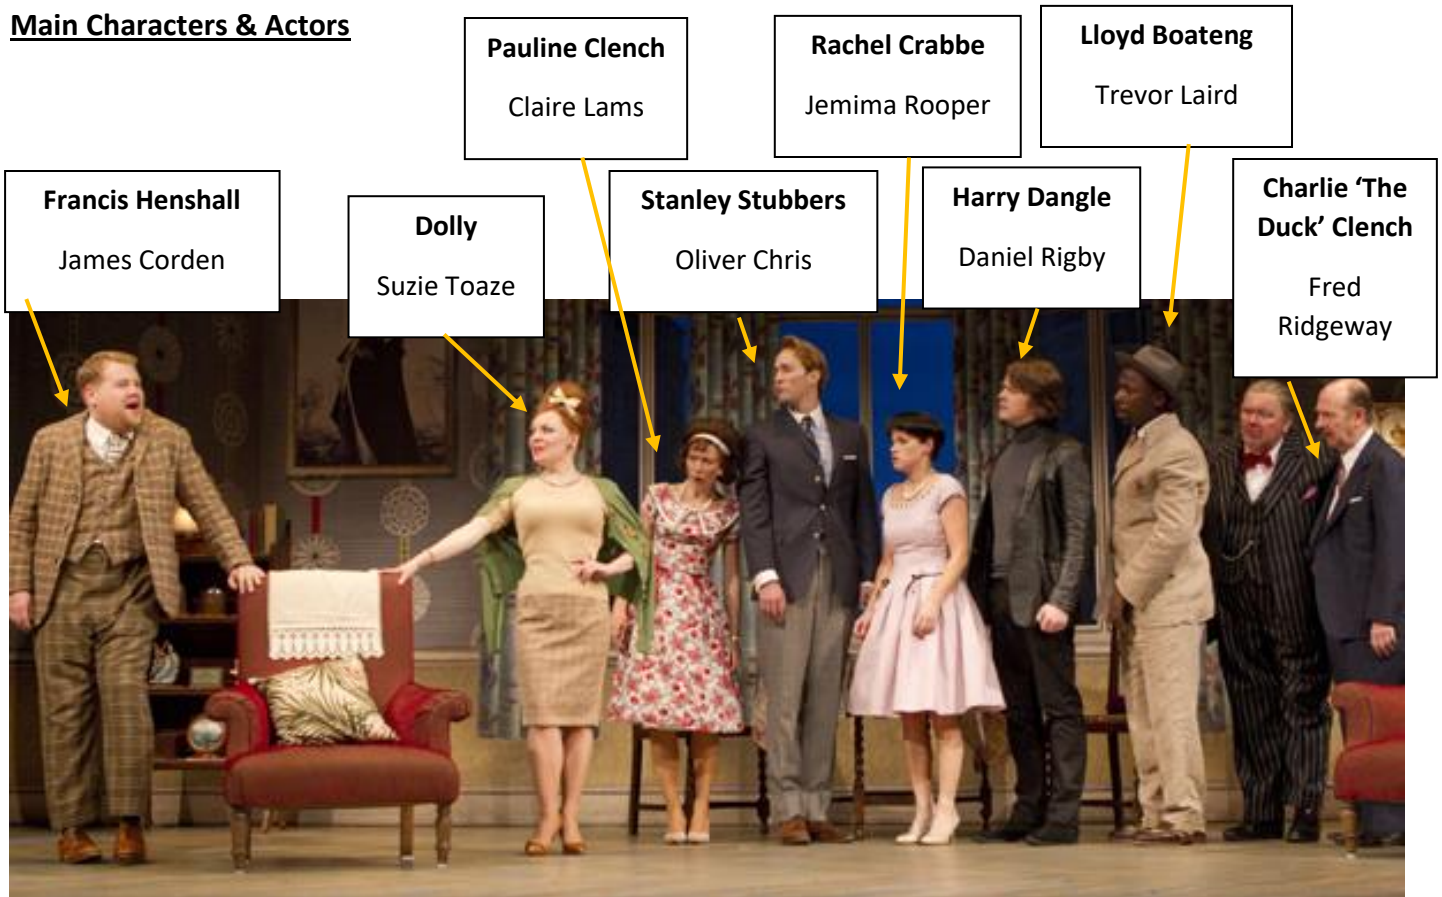 Main Characters & Actors
Francis Henshall
James Corden
Dolly
Suzie Toaze
Pauline Clench
Claire Lams
Stanley Stubbers
Oliver Chris
Rachel Crabbe
Jemima Rooper
Harry Dangle
Daniel Rigby
Lloyd Boateng
Trevor Laird
Charlie ‘The
Duck’ Clench
Fred
Ridgeway